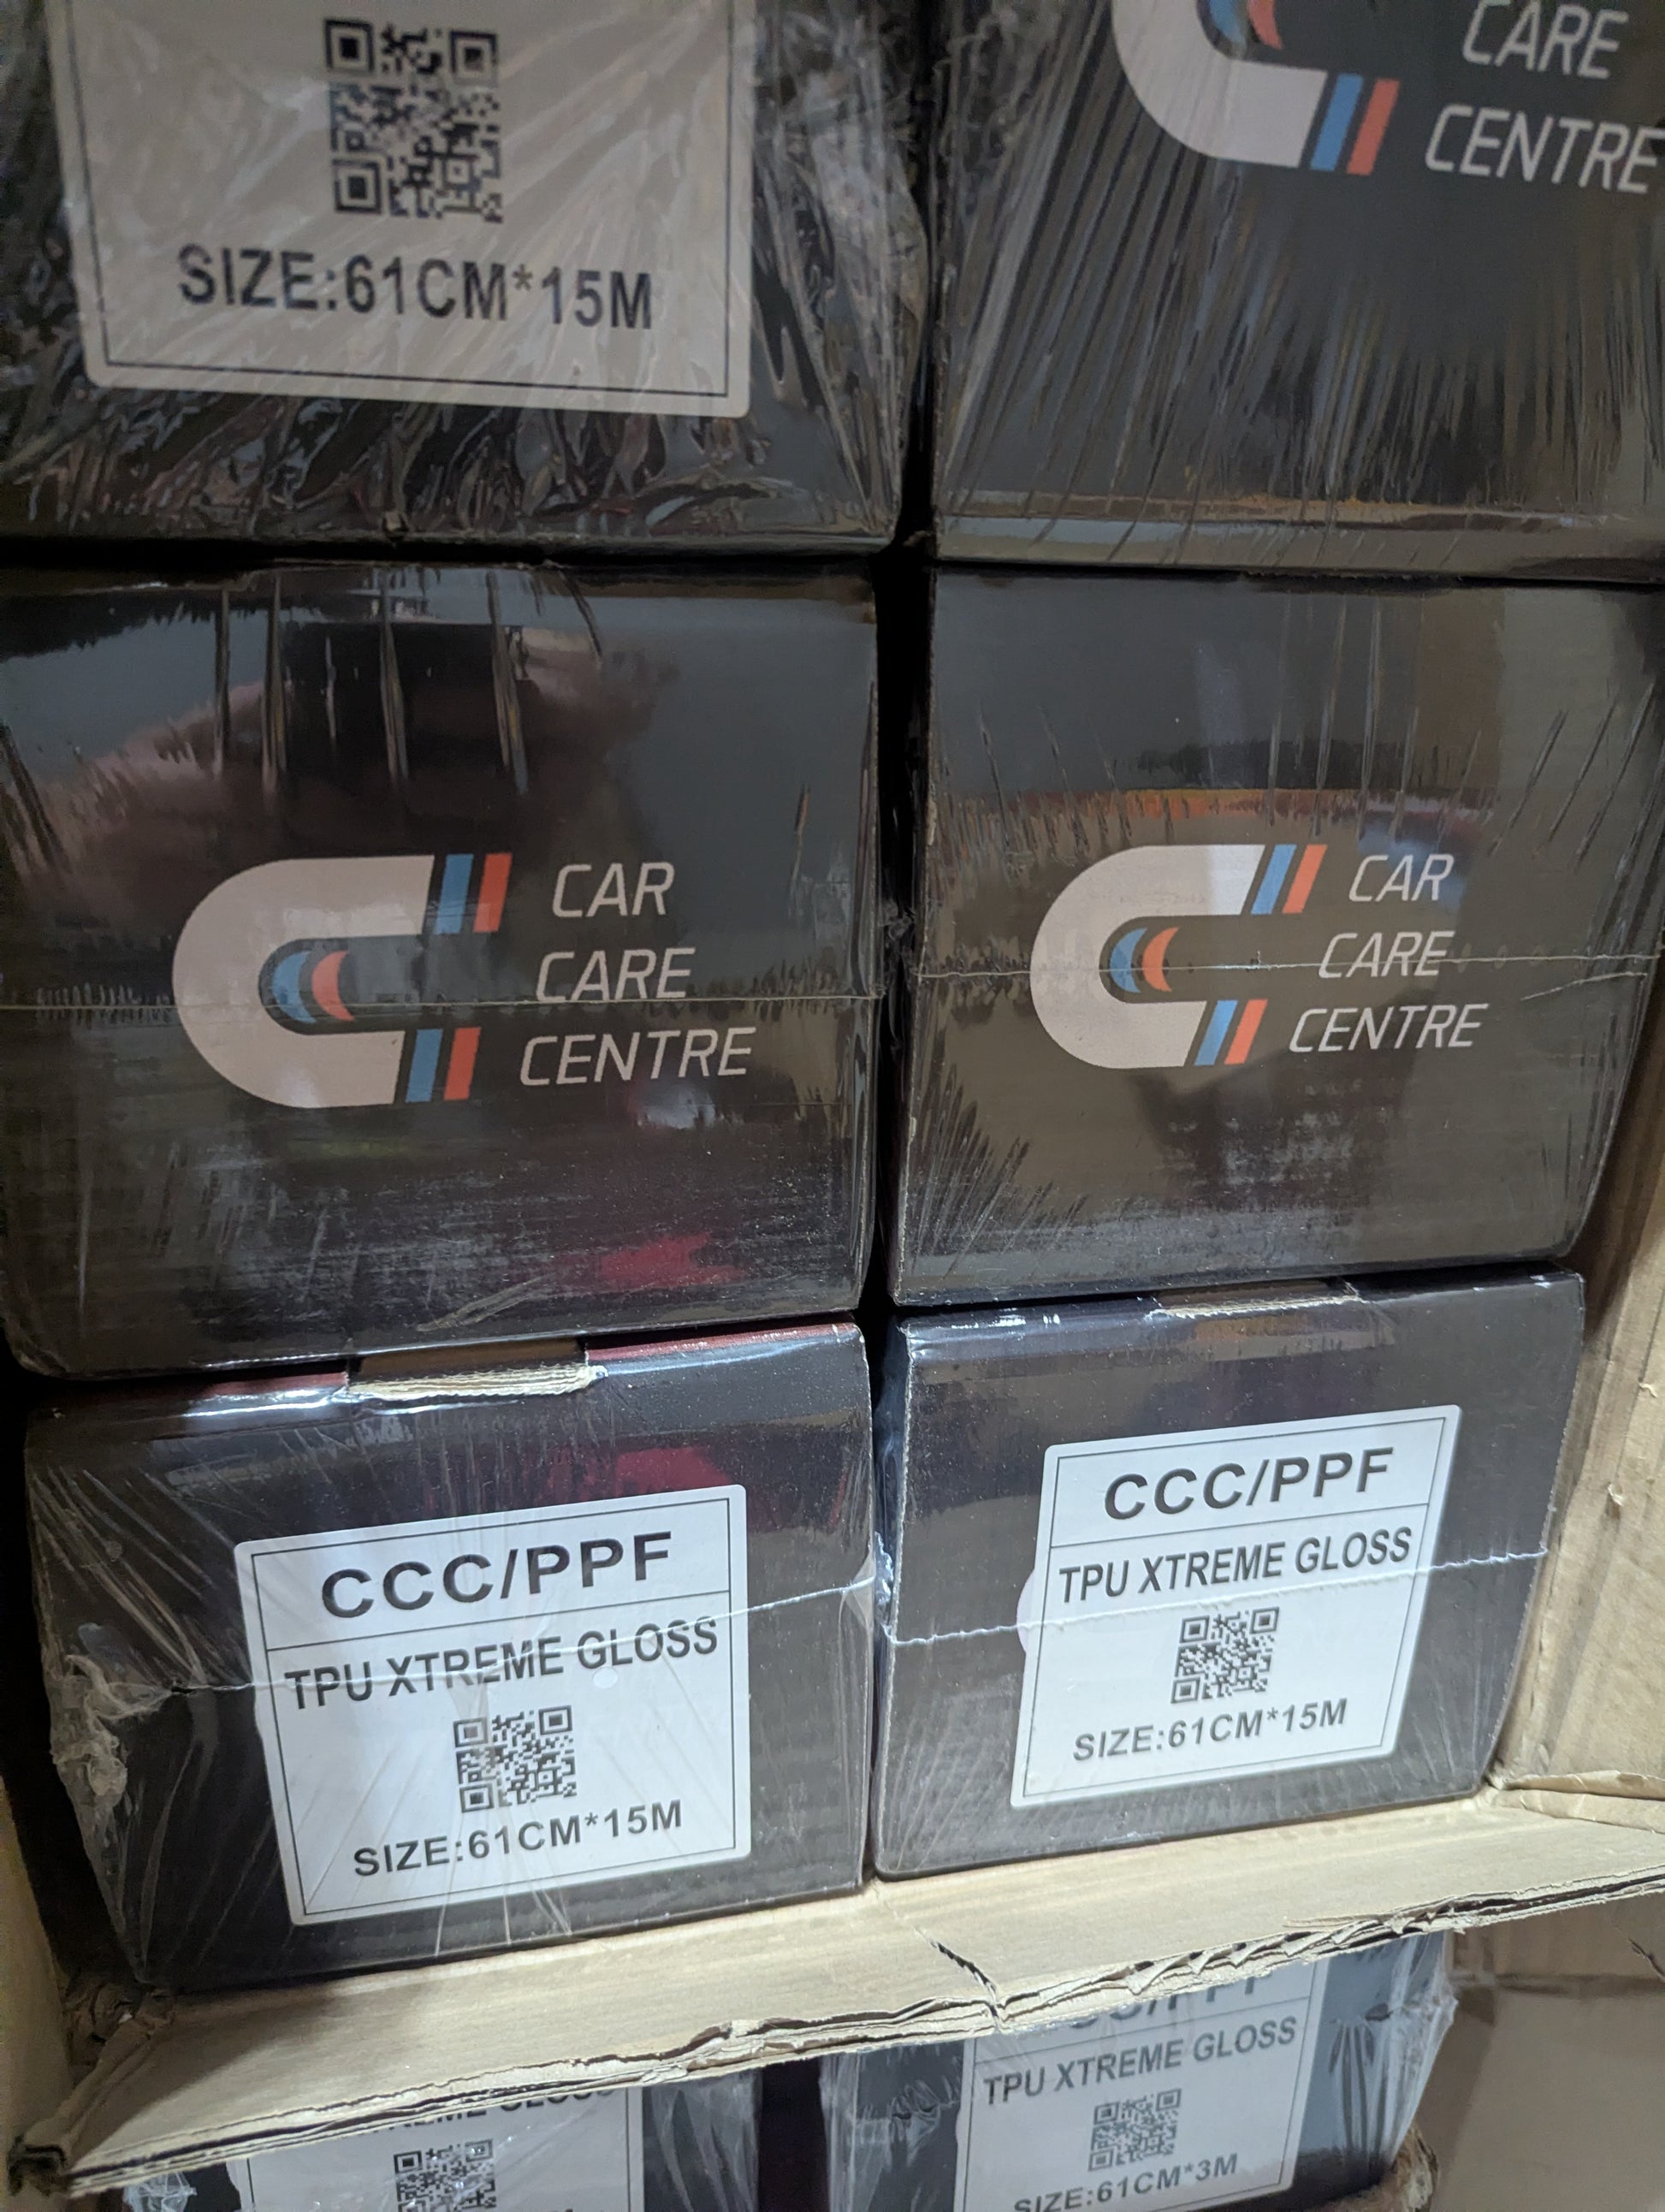 SIZE:61CM*15M
CARE
CENTRE
CAR
CARE
CENTRE
CAR
CARE
CENTRE
CCC/PPF
TPU XTREME GLOSS
SIZE:61CM*15M
CCC/PPF
TPU XTREME GLOSS
SIZE:61CM*15M
TPU XTREME GLOSS
SIZE:61CM*3M